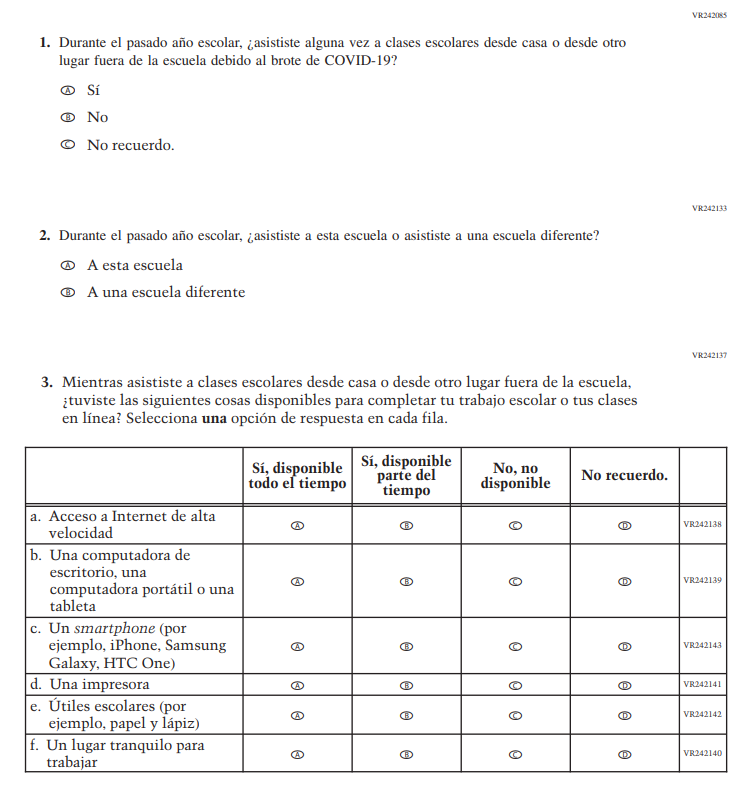 VR242085
1. Durante el pasado año escolar, ¿asististe alguna vez a clases escolares desde casa o desde otro
lugar fuera de la escuela debido al brote de COVID-19?
A Sí
B No
C No recuerdo.
VR242133
2. Durante el pasado año escolar, ¿asististe a esta escuela o asististe a una escuela diferente?
A A esta escuela
B A una escuela diferente
VR242137
3. Mientras asististe a clases escolares desde casa o desde otro lugar fuera de la escuela,
¿tuviste las siguientes cosas disponibles para completar tu trabajo escolar o tus clases
en línea? Selecciona una opción de respuesta en cada fila.
Sí, disponible
todo el tiempo
Sí, disponible
parte del
tiempo
No, no
disponible
No recuerdo.
a. Acceso a Internet de alta
velocidad
A B C D VR242138
b. Una computadora de
escritorio, una
computadora portátil o una
tableta
A B C D VR242139
c. Un smartphone (por
ejemplo, iPhone, Samsung
Galaxy, HTC One)
A B C D VR242143
d. Una impresora A B C D VR242141
e. Útiles escolares (por
ejemplo, papel y lápiz)
A B C D VR242142
f. Un lugar tranquilo para
trabajar
A B C D VR242140